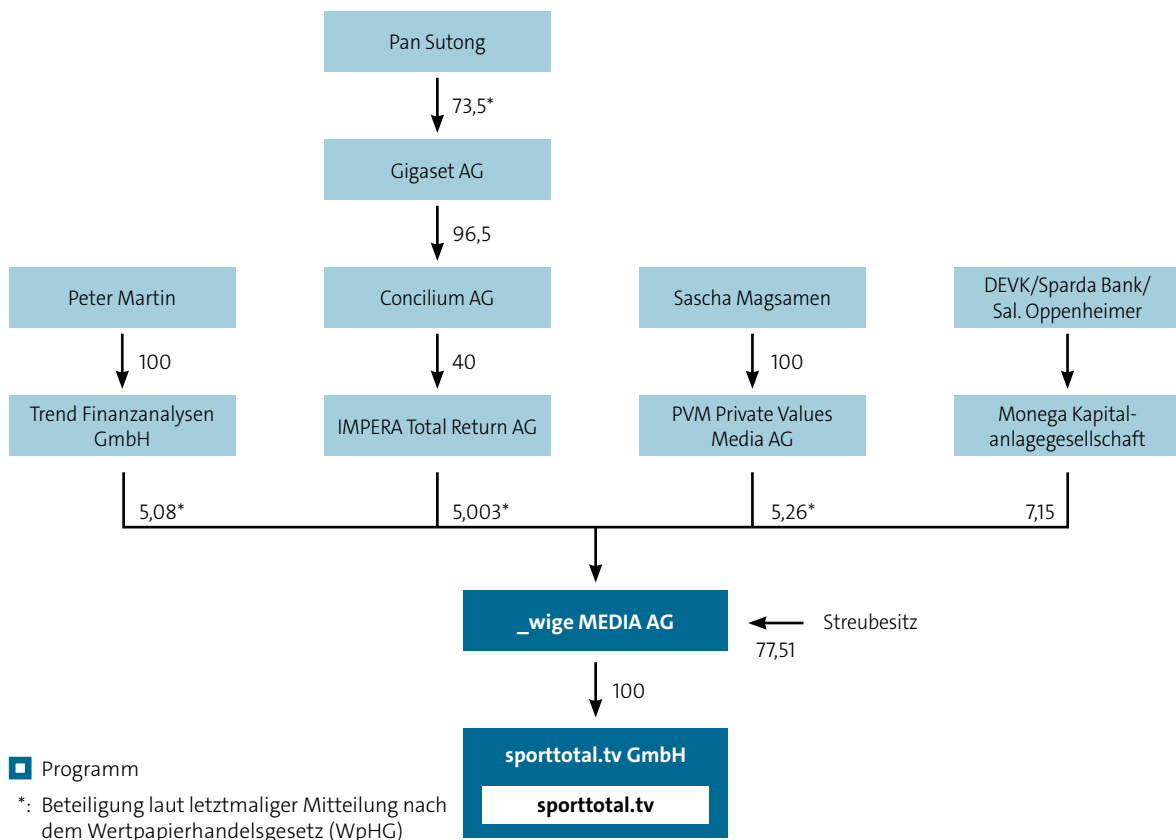 Pan Sutong
73,5*
Gigaset AG
96,5
Peter Martin
Concilium AG
Sascha Magsamen
DEVK/Sparda Bank/
Sal. Oppenheimer
100
40
100
Trend Finanzanalysen
GmbH
IMPERA Total Return AG
PVM Private Values
Media AG
Monega Kapital-
anlagegesellschaft
5,08*
5,003*
5,26*
7,15
_wige MEDIA AG
Streubesitz
77,51
100
sporttotal.tv GmbH
sporttotal.tv
Programm
*: Beteiligung laut letztmaliger Mitteilung nach
dem Wertpapierhandelsgesetz (WpHG)